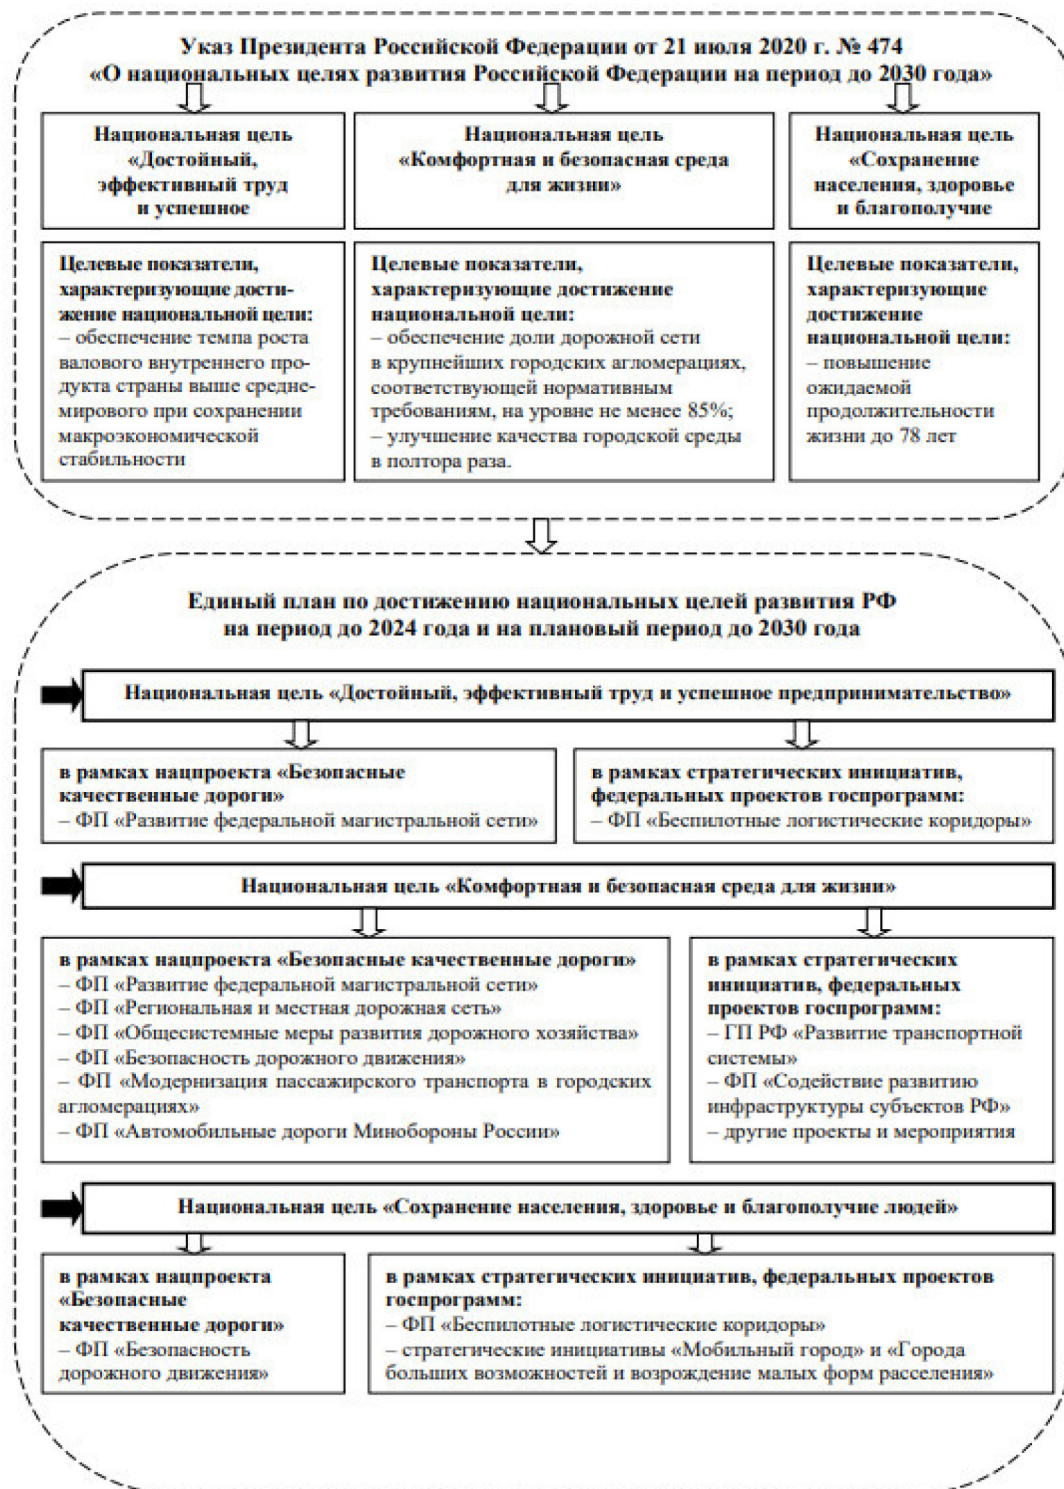 Указ Президента Российской Федерации от 21 июля 2020 г. № 474
«О национальных целях развития Российской Федерации на период до 2030 года»
Национальная цель
«Достойный,
эффективный труд
и успешное
Национальная цель
«Комфортная и безопасная среда
для жизни»
Национальная цель
«Сохранение
населения, здоровье
и благополучие
Целевые показатели,
характеризующие дости-
жение национальной цели:
– обеспечение темпа роста
валового внутреннего про-
дукта страны выше средне-
мирового при сохранении
макроэкономической
стабильности
Целевые показатели,
характеризующие достижение
национальной цели:
– обеспечение доли дорожной сети
в крупнейших городских агломерациях,
соответствующей нормативным
требованиям, на уровне не менее 85%;
– улучшение качества городской среды
в полтора раза.
Целевые показатели,
характеризующие
достижение
национальной цели:
– повышение
ожидаемой
продолжительности
жизни до 78 лет
Единый план по достижению национальных целей развития РФ
на период до 2024 года и на плановый период до 2030 года
Национальная цель «Достойный, эффективный труд и успешное предпринимательство»
в рамках нацпроекта «Безопасные
качественные дороги»
– ФП «Развитие федеральной магистральной сети»
в рамках стратегических инициатив,
федеральных проектов госпрограмм:
– ФП «Беспилотные логистические коридоры»
Национальная цель «Комфортная и безопасная среда для жизни»
в рамках нацпроекта «Безопасные качественные дороги»
– ФП «Развитие федеральной магистральной сети»
– ФП «Региональная и местная дорожная сеть»
– ФП «Общесистемные меры развития дорожного хозяйства»
– ФП «Безопасность дорожного движения»
– ФП «Модернизация пассажирского транспорта в городских
агломерациях»
– ФП «Автомобильные дороги Минобороны России»
в рамках стратегических
инициатив, федеральных
проектов госпрограмм:
– ГП РФ «Развитие транспортной
системы»
– ФП «Содействие развитию
инфраструктуры субъектов РФ»
– другие проекты и мероприятия
Национальная цель «Сохранение населения, здоровье и благополучие людей»
в рамках нацпроекта
«Безопасные
качественные дороги»
– ФП «Безопасность
дорожного движения»
в рамках стратегических инициатив, федеральных проектов
госпрограмм:
– ФП «Беспилотные логистические коридоры»
– стратегические инициативы «Мобильный город» и «Города
больших возможностей и возрождение малых форм расселения»